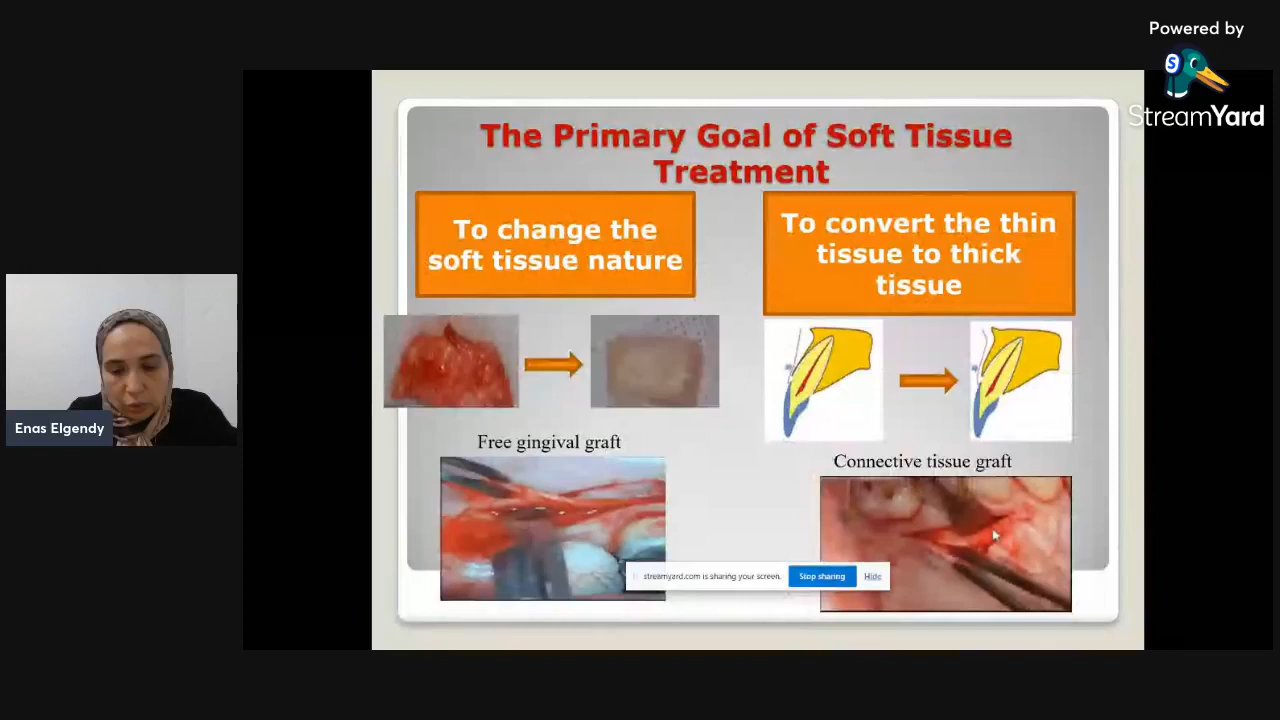 Powered by
S
StreamYard
The Primary Goal of Soft Tissue
Treatment
To change the
soft tissue nature
To convert the thin
tissue to thick
tissue
Free gingival graft
Connective tissue graft
Enas Elgendy
streamyard.com is sharing your screen.
Stop sharing
Hide